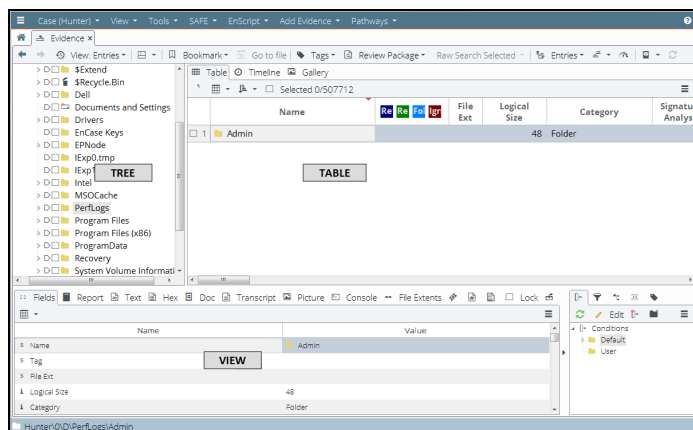 Case (Hunter) View Tools SAFE EnScript Add Evidence Pathways
Evidence ×
View: Entries Bookmark Go to file Tags Review Package Raw Search Selected Entries
$Extend
$Recycle.Bin
Dell
Documents and Settings
Drivers
EnCase Keys
EPNode
IExp0.tmp
IExp1
Intel
MSOCache
PerfLogs
Program Files
Program Files (x86)
ProgramData
Recovery
System Volume Informati
TREE
Table Timeline Gallery
Selected 0/507712
Name Re Re Fol Igr File Ext Logical Size Category Signatu Analys
1 Admin 48 Folder
TABLE
Fields Report Text Hex Doc Transcript Picture Console File Extents Lock
Name Value
s Name Admin
s Tag
s File Ext
i Logical Size 48
i Category Folder
VIEW
Edit
Conditions
Default
User
Hunter\0\D\PerfLogs\Admin